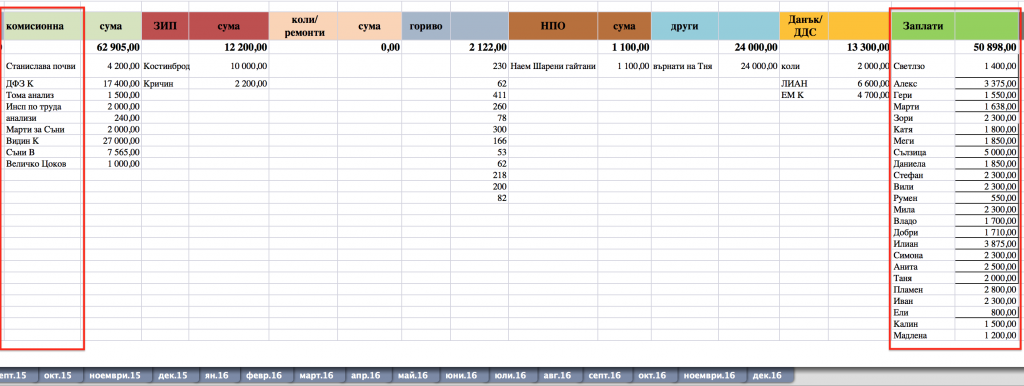 комисионна сума ЗИП сума коли/ ремонти сума гориво НПО сума други Данък/ ДДС Заплати
62 905,00 12 200,00 0,00 2 122,00 1 100,00 24 000,00 13 300,00 50 898,00
Станислава почви 4 200,00 Костинброд 10 000,00 230 Наем Шарени гайтани 1 100,00 върнати на Тня 24 000,00 коли 2 000,00 Светлзо 1 400,00
ДФЗ К 17 400,00 Кричим 2 200,00 62 ЛИАН 6 600,00 Алекс 3 375,00
Тома анализ 1 500,00 411 ЕМ К 4 700,00 Гери 1 550,00
Инсп по труда 2 000,00 260 Марти 1 638,00
анализи 240,00 78 Зори 2 300,00
Марти за Съни 2 000,00 300 Катя 1 800,00
Видин К 27 000,00 166 Меги 1 850,00
Съни В 7 565,00 53 Сълзица 5 000,00
Величко Цоков 1 000,00 62 Даниела 1 850,00
218 Стефан 2 300,00
200 Вили 2 300,00
82 Румен 550,00
Мила 2 300,00
Владо 1 700,00
Добри 1 710,00
Илиан 3 875,00
Симона 2 300,00
Анита 2 500,00
Таня 2 000,00
Пламен 2 800,00
Иван 2 300,00
Ели 800,00
Калин 1 500,00
Мадлена 1 200,00
епт.15 окт.15 ноември.15 дек.15 ян.16 февр.16 март.16 апр.16 май.16 юни.16 юли.16 авг.16 септ.16 окт.16 ноември.16 дек.16